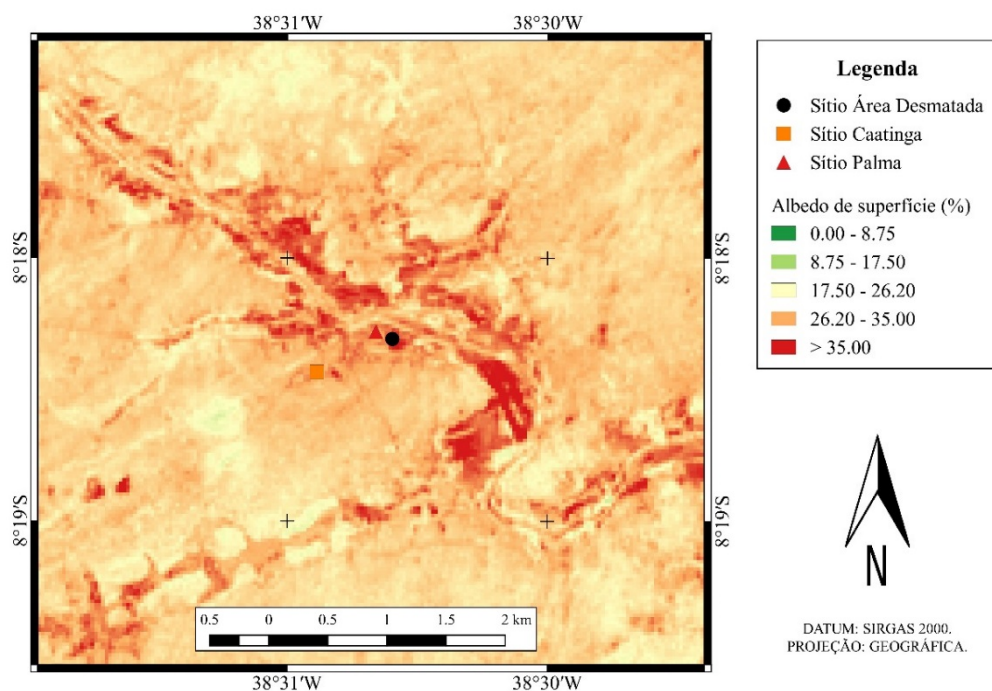 38°31′W
38°30′W
8°18′S
8°19′S
8°18′S
8°19′S
38°31′W
38°30′W
0.5 0 0.5 1 1.5 2 km
Legenda
Sítio Área Desmatada
Sítio Caatinga
Sítio Palma
Albedo de superfície (%)
0.00 - 8.75
8.75 - 17.50
17.50 - 26.20
26.20 - 35.00
> 35.00
N
DATUM: SIRGAS 2000.
PROJEÇÃO: GEOGRÁFICA.